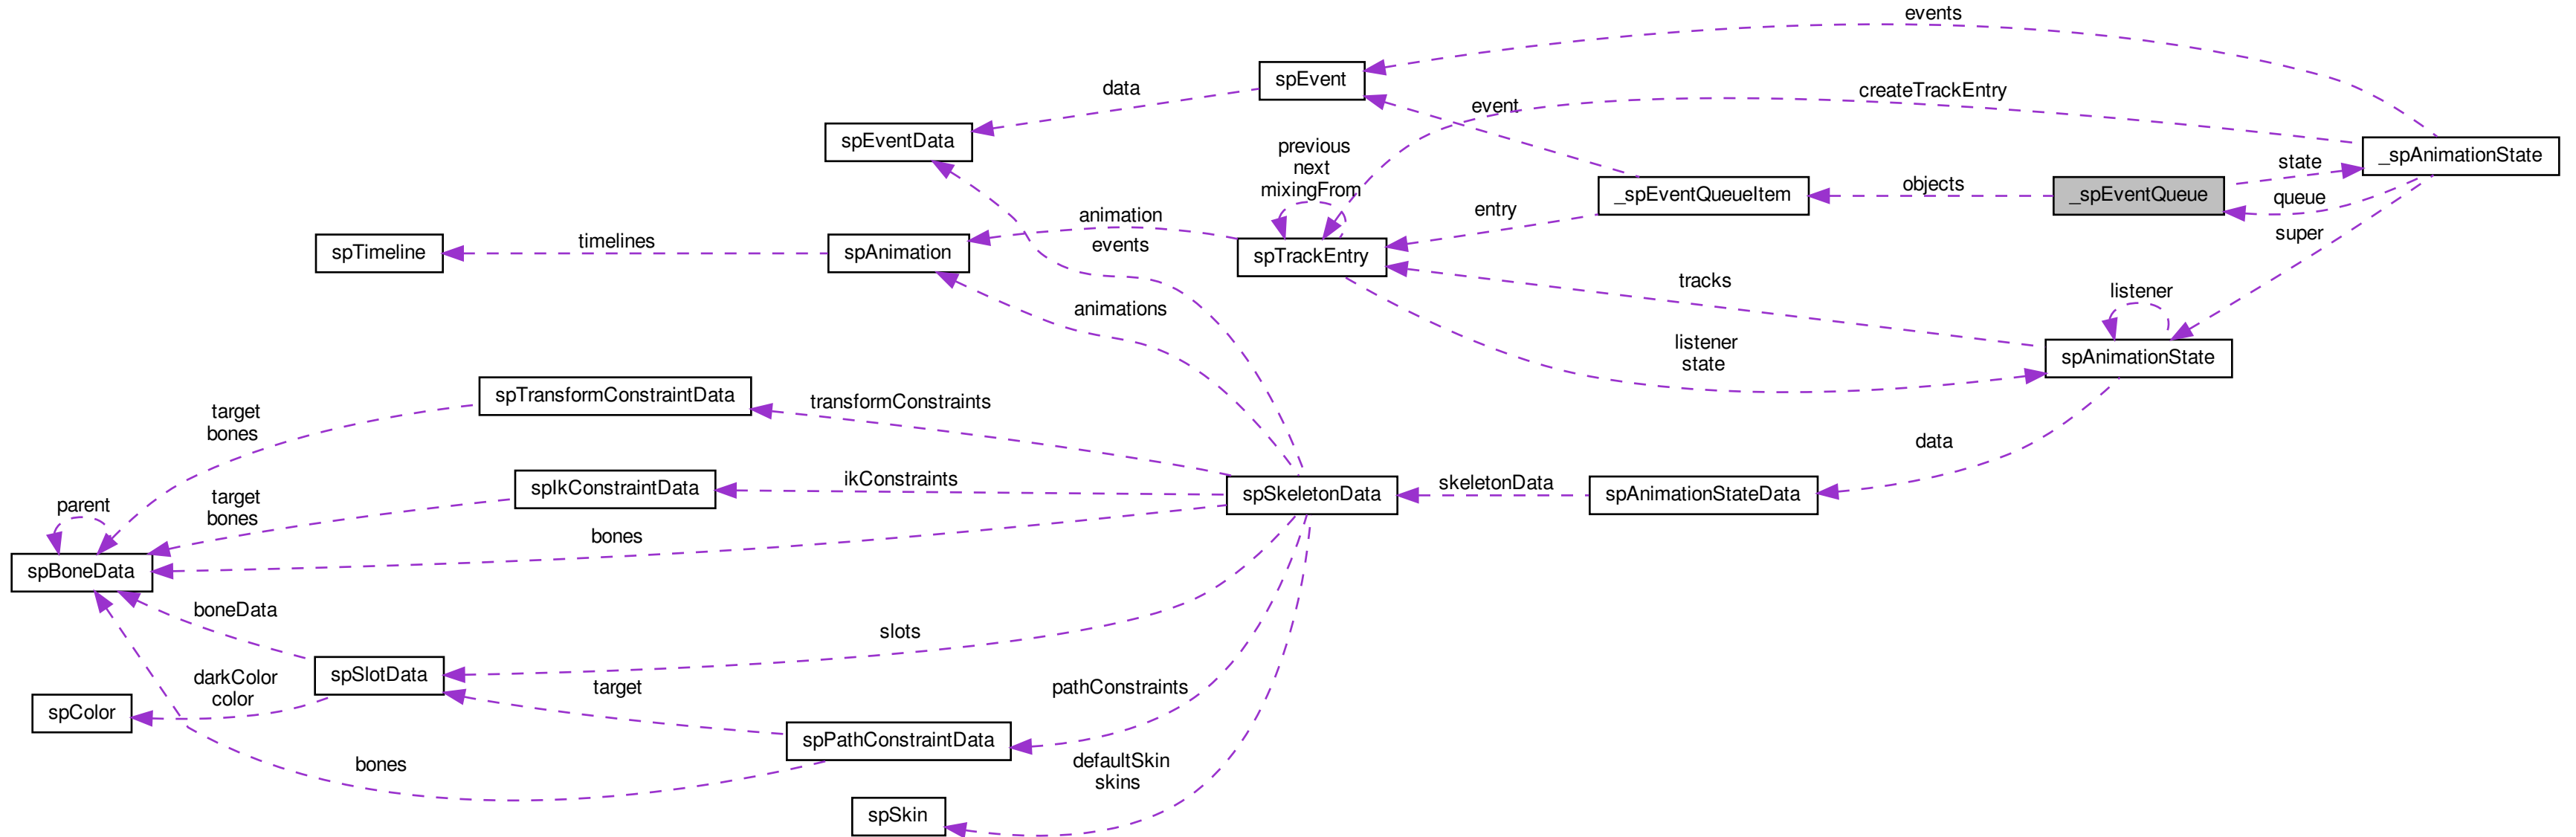 events
spEvent
data
createTrackEntry
event
spEventData
previous
next
mixingFrom
_spAnimationState
state
_spEventQueueItem
objects
_spEventQueue
queue
entry
animation
events
super
timelines
spTimeline
spAnimation
spTrackEntry
tracks
listener
animations
listener
state
spAnimationState
spTransformConstraintData
transformConstraints
target
bones
data
ikConstraints
spIkConstraintData
skeletonData
spSkeletonData
spAnimationStateData
target
bones
parent
bones
spBoneData
boneData
slots
spSlotData
darkColor
color
target
pathConstraints
spColor
spPathConstraintData
bones
defaultSkin
skins
spSkin